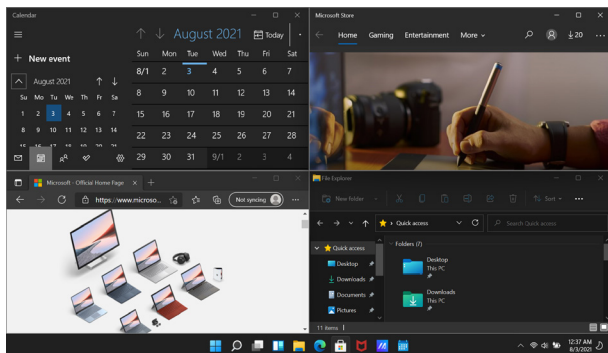 Calendar
August 2021
Today
New event
Sun Mon Tue Wed Thu Fri Sat
8/1 2 3 4 5 6 7
8 9 10 11 12 13 14
15 16 17 18 19 20 21
22 23 24 25 26 27 28
29 30 31 9/1 2 3 4
August 2021
Su Mo Tu We Th Fr Sa
1 2 3 4 5 6 7
8 9 10 11 12 13 14
Microsoft Store
Home Gaming Entertainment More
20
Microsoft - Official Home Page
https://www.microso...
Not syncing
File Explorer
New folder
Sort
Quick access
Search Quick access
Quick access
Desktop
Downloads
Documents
Pictures
Folders (7)
Desktop
This PC
Downloads
This PC
11 items
12:37 AM
8/3/2021